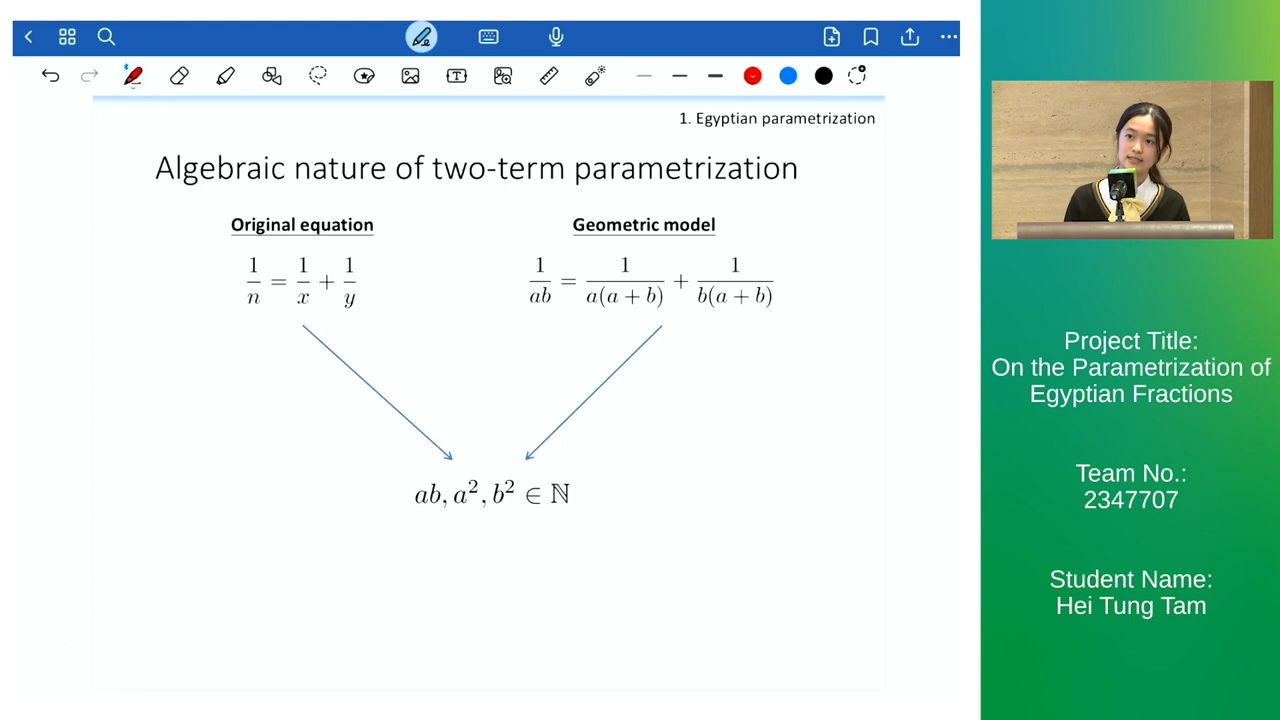 1. Egyptian parametrization
Algebraic nature of two-term parametrization
Original equation
Geometric model
1/n = 1/x + 1/y
1/ab = 1/a(a + b) + 1/b(a + b)
ab, a², b² ∈ ℕ
Project Title:
On the Parametrization of
Egyptian Fractions
Team No.:
2347707
Student Name:
Hei Tung Tam